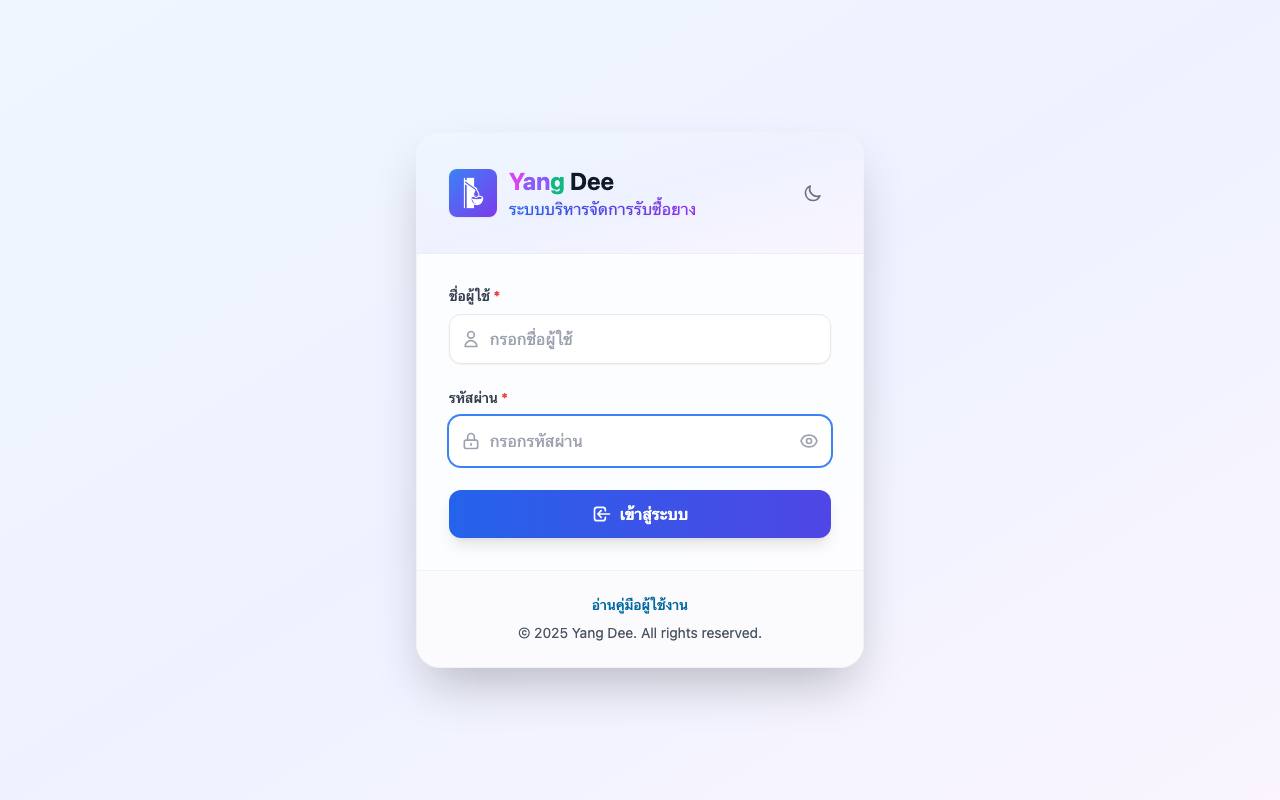 Yang Dee
ระบบบริหารจัดการรับซื้อยาง
ชื่อผู้ใช้ *
กรอกชื่อผู้ใช้
รหัสผ่าน *
กรอกรหัสผ่าน
เข้าสู่ระบบ
อ่านคู่มือผู้ใช้งาน
© 2025 Yang Dee. All rights reserved.